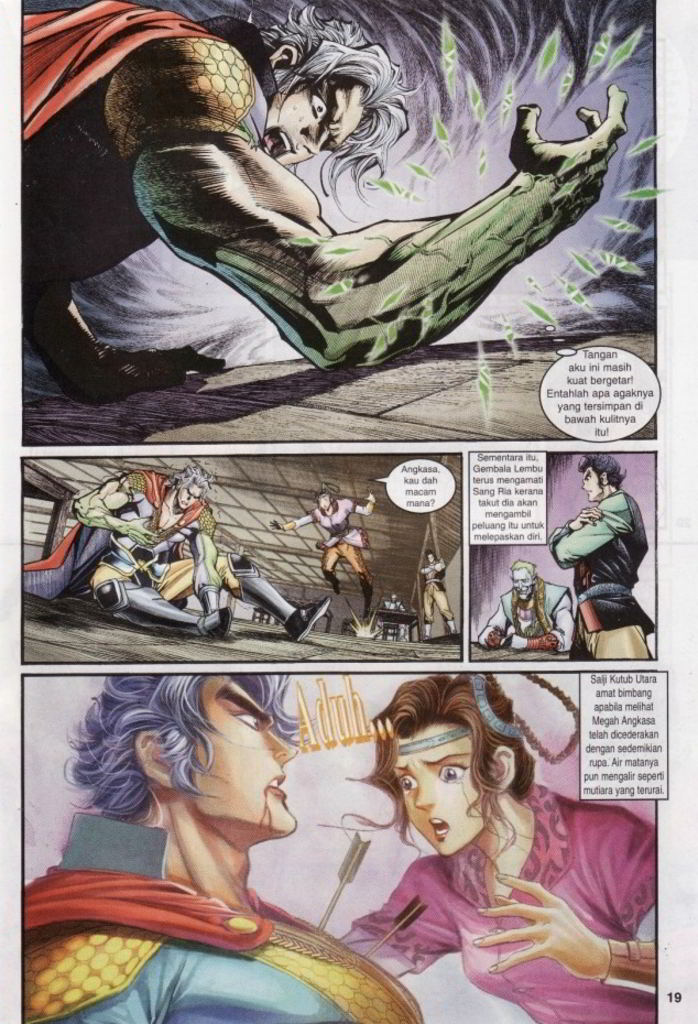 Tangan
aku ini masih
kuat bergetar!
Entahlah apa agaknya
yang tersimpan di
bawah kulitnya
itu!
Angkasa,
kau dah
macam
mana?
Sementara itu,
Gembala Lembu
terus mengamati
Sang Ria kerana
takut dia akan
mengambil
peluang itu untuk
melepaskan diri.
Aduh...
Salji Kutub Utara
amat bimbang
apabila melihat
Megah Angkasa
telah dicederakan
dengan sedemikian
rupa. Air matanya
pun mengalir seperti
mutiara yang terurai.
19